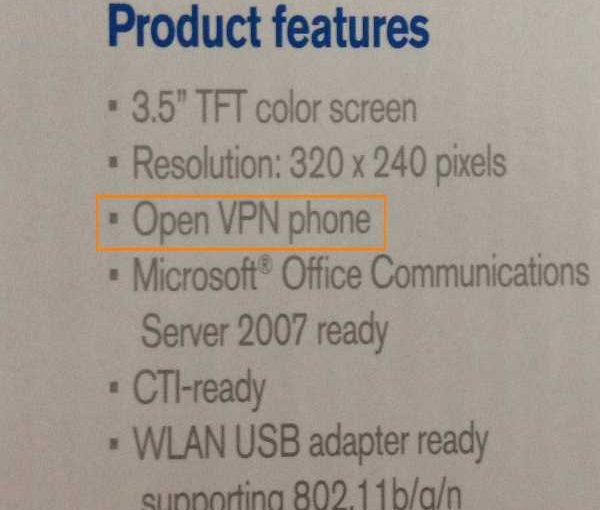 Product features
▪ 3.5" TFT color screen
▪ Resolution: 320 x 240 pixels
▪ Open VPN phone
▪ Microsoft® Office Communications
Server 2007 ready
▪ CTI-ready
▪ WLAN USB adapter ready
supporting 802.11b/g/n